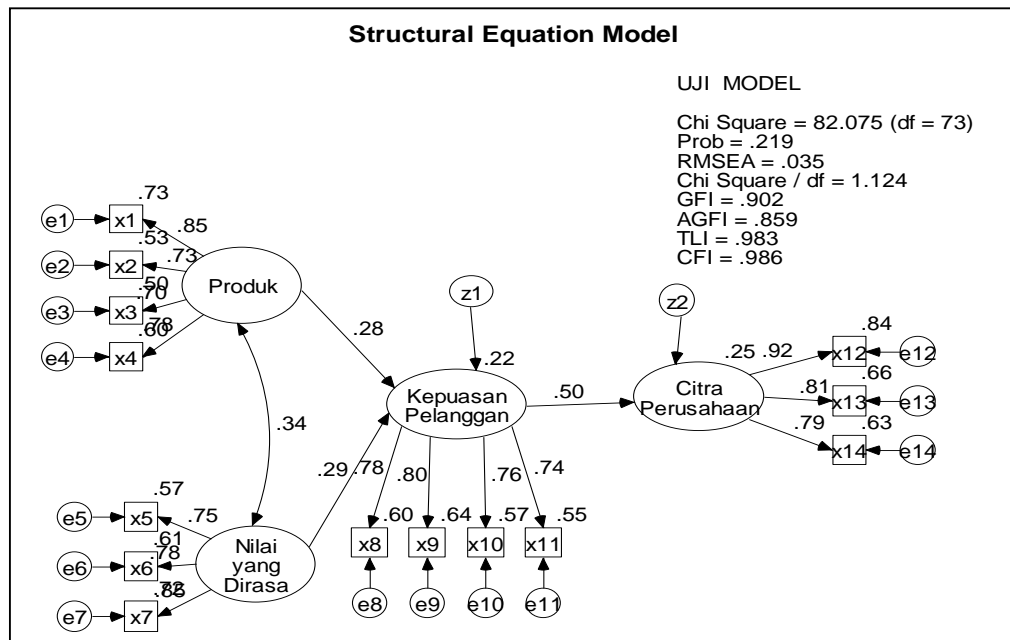 Structural Equation Model
UJI MODEL
Chi Square = 82.075 (df = 73)
Prob = .219
RMSEA = .035
Chi Square / df = 1.124
GFI = .902
AGFI = .859
TLI = .983
CFI = .986
.73
e1
x1
.85
.53
e2
x2
.73
.50
e3
x3
.70
.60
e4
x4
.78
Produk
.34
.28
z1
.22
Kepuasan
Pelanggan
.50
z2
.25
Citra
Perusahaan
.92
.84
x12
e12
.81
.66
x13
e13
.79
.63
x14
e14
.57
e5
x5
.75
.61
e6
x6
.78
.72
e7
x7
.85
Nilai
yang
Dirasa
.29
.78
.80
.76
.74
.60
.64
.57
.55
x8
x9
x10
x11
e8
e9
e10
e11